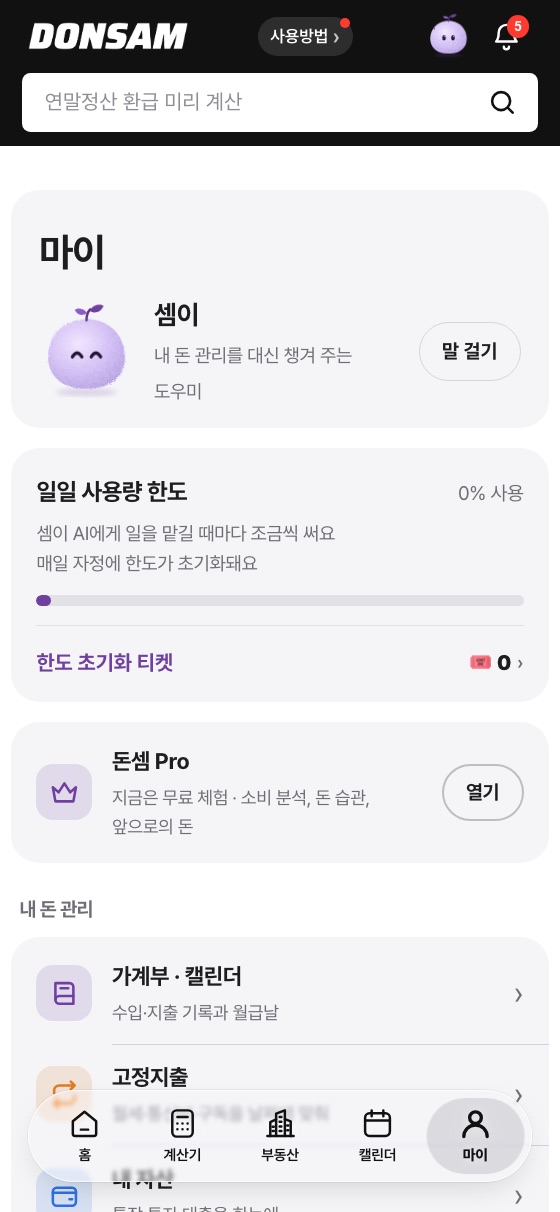 DONSAM
사용방법 ›
5
연말정산 환급 미리 계산
마이
셈이
내 돈 관리를 대신 챙겨 주는
도우미
말 걸기
일일 사용량 한도
0% 사용
셈이 AI에게 일을 맡길 때마다 조금씩 써요
매일 자정에 한도가 초기화돼요
한도 초기화 티켓
0 ›
돈셈 Pro
지금은 무료 체험 · 소비 분석, 돈 습관,
앞으로의 돈
열기
내 돈 관리
가계부 · 캘린더
수입·지출 기록과 월급날
고정지출
내 자산
홈
계산기
부동산
캘린더
마이